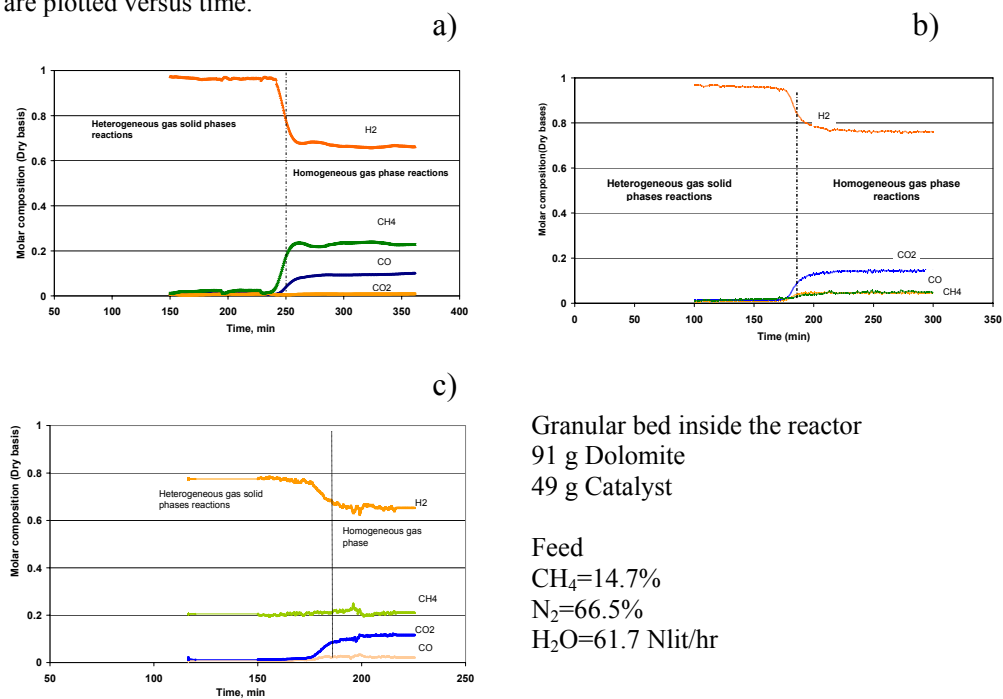 are plotted versus time.
a)
b)
Molar composition (Dry basis)
1
0.8
0.6
0.4
0.2
0
Heterogeneous gas solid phases
reactions
H2
Homogeneous gas phase reactions
CH4
CO
CO2
50
100
150
200
250
300
350
400
Time, min
Molar composition(Dry bases)
1
0.8
0.6
0.4
0.2
0
H2
Heterogeneous gas solid
phases reactions
Homogeneous gas phase
reactions
CO2
CO
CH4
0
50
100
150
200
250
300
350
Time (min)
c)
Molar composition (Dry basis)
1
0.8
0.6
0.4
0.2
0
Heterogeneous gas solid
phases reactions
H2
Homogeneous gas
phase
CH4
CO2
CO
50
100
150
200
250
Time, min
Granular bed inside the reactor
91 g Dolomite
49 g Catalyst
Feed
CH₄=14.7%
N₂=66.5%
H₂O=61.7 Nlit/hr